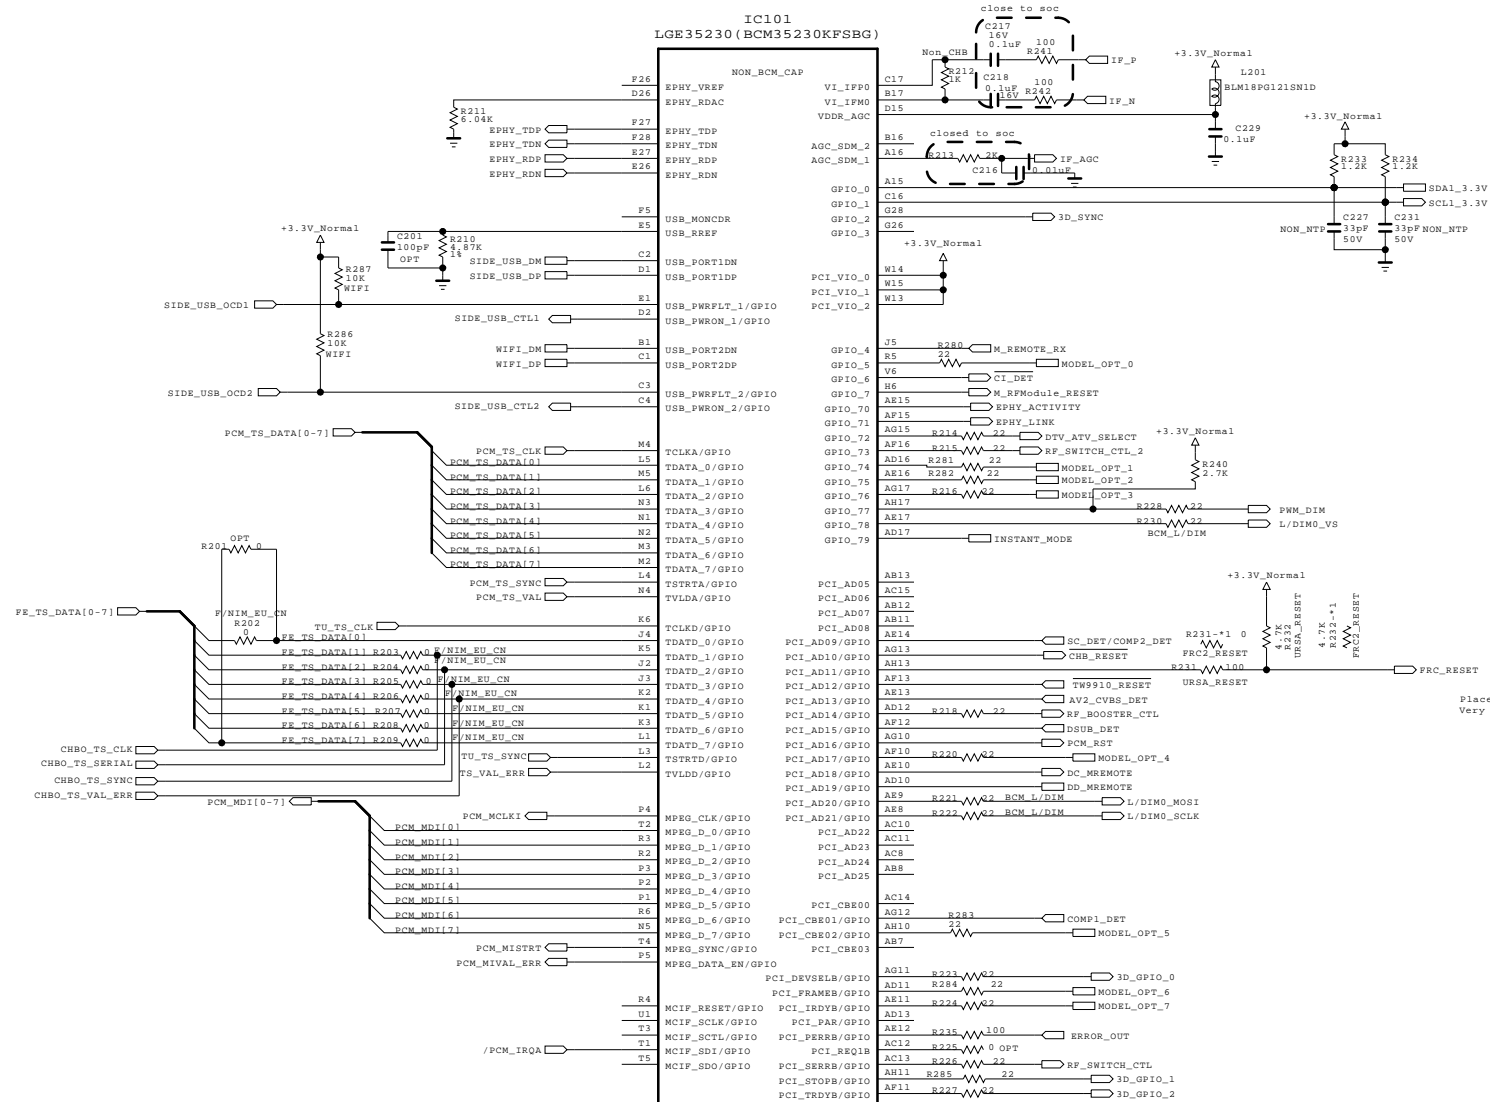 close to soc
IC101
LGE35230(BCM35230KFSBG)
NON_BCM_CAP
C217
16V
0.1uF
100
R241
IF_P
Non_CHB
R212
1K
C218
0.1uF
16V
100
R242
IF_N
+3.3V_Normal
L201
BLM18PG121SN1D
C229
0.1uF
closed to soc
R213
2K
C216
0.01uF
IF_AGC
+3.3V_Normal
R233
1.2K
R234
1.2K
SDA1_3.3V
SCL1_3.3V
C227
33pF
50V
NON_NTP
C231
33pF
50V
NON_NTP
3D_SYNC
+3.3V_Normal
R211
6.04K
EPHY_TDP
EPHY_TDN
EPHY_RDP
EPHY_RDN
F26 EPHY_VREF
D26 EPHY_RDAC
F27 EPHY_TDP
F28 EPHY_TDN
E27 EPHY_RDP
E26 EPHY_RDN
F5 USB_MONCDR
E5 USB_RREF
C2 USB_PORT1DN
D1 USB_PORT1DP
E1 USB_PWRFLT_1/GPIO
D2 USB_PWRON_1/GPIO
B1 USB_PORT2DN
C1 USB_PORT2DP
C3 USB_PWRFLT_2/GPIO
C4 USB_PWRON_2/GPIO
M4 TCLKA/GPIO
L5 TDATA_0/GPIO
M5 TDATA_1/GPIO
L6 TDATA_2/GPIO
N3 TDATA_3/GPIO
N1 TDATA_4/GPIO
N2 TDATA_5/GPIO
M3 TDATA_6/GPIO
M2 TDATA_7/GPIO
L4 TSTRTA/GPIO
N4 TVLDA/GPIO
K6 TCLKD/GPIO
J4 TDATD_0/GPIO
K5 TDATD_1/GPIO
J2 TDATD_2/GPIO
J3 TDATD_3/GPIO
K2 TDATD_4/GPIO
K1 TDATD_5/GPIO
K3 TDATD_6/GPIO
L1 TDATD_7/GPIO
L3 TSTRTD/GPIO
L2 TVLDD/GPIO
P4 MPEG_CLK/GPIO
T2 MPEG_D_0/GPIO
R3 MPEG_D_1/GPIO
R2 MPEG_D_2/GPIO
P3 MPEG_D_3/GPIO
P2 MPEG_D_4/GPIO
P1 MPEG_D_5/GPIO
R6 MPEG_D_6/GPIO
N5 MPEG_D_7/GPIO
T4 MPEG_SYNC/GPIO
P5 MPEG_DATA_EN/GPIO
R4 MCIF_RESET/GPIO
U1 MCIF_SCLK/GPIO
T3 MCIF_SCTL/GPIO
T1 MCIF_SDI/GPIO
T5 MCIF_SDO/GPIO
+3.3V_Normal
C201
100pF
OPT
R210
4.87K
1%
SIDE_USB_DM
SIDE_USB_DP
R287
10K
WIFI
SIDE_USB_OCD1
SIDE_USB_CTL1
R286
10K
WIFI
WIFI_DM
WIFI_DP
SIDE_USB_OCD2
SIDE_USB_CTL2
PCM_TS_DATA[0-7]
PCM_TS_CLK
PCM_TS_DATA[0]
PCM_TS_DATA[1]
PCM_TS_DATA[2]
PCM_TS_DATA[3]
PCM_TS_DATA[4]
PCM_TS_DATA[5]
PCM_TS_DATA[6]
PCM_TS_DATA[7]
PCM_TS_SYNC
PCM_TS_VAL
OPT
R201 0
FE_TS_DATA[0-7]
F/NIM_EU_CN
R202
0
TU_TS_CLK
FE_TS_DATA[0]
FE_TS_DATA[1] R203 0 F/NIM_EU_CN
FE_TS_DATA[2] R204 0 F/NIM_EU_CN
FE_TS_DATA[3] R205 0
FE_TS_DATA[4] R206 0 F/NIM_EU_CN
FE_TS_DATA[5] R207 0 F/NIM_EU_CN
FE_TS_DATA[6] R208 0 F/NIM_EU_CN
FE_TS_DATA[7] R209 0 F/NIM_EU_CN
CHBO_TS_CLK
CHBO_TS_SERIAL
CHBO_TS_SYNC
CHBO_TS_VAL_ERR
TU_TS_SYNC
TS_VAL_ERR
PCM_MDI[0-7]
PCM_MCLKI
PCM_MDI[0]
PCM_MDI[1]
PCM_MDI[2]
PCM_MDI[3]
PCM_MDI[4]
PCM_MDI[5]
PCM_MDI[6]
PCM_MDI[7]
PCM_MISTRT
PCM_MIVAL_ERR
/PCM_IRQA
VI_IFP0 C17
VI_IFM0 B17
VDDR_AGC D15
AGC_SDM_2 B16
AGC_SDM_1 A16
GPIO_0 A15
GPIO_1 C16
GPIO_2 G28
GPIO_3 G26
PCI_VIO_0 W14
PCI_VIO_1 W15
PCI_VIO_2 W13
GPIO_4 J5 R280 M_REMOTE_RX
GPIO_5 R5 22 MODEL_OPT_0
GPIO_6 V6 CI_DET
GPIO_7 H6 M_RFModule_RESET
GPIO_70 AE15 EPHY_ACTIVITY
GPIO_71 AF15 EPHY_LINK
GPIO_72 AG15 R214 22 DTV_ATV_SELECT
GPIO_73 AF16 R215 22 RF_SWITCH_CTL_2
GPIO_74 AD16 R281 22 MODEL_OPT_1
GPIO_75 AE16 R282 22 MODEL_OPT_2
GPIO_76 AG17 R216 22 MODEL_OPT_3
GPIO_77 AH17 R228 22 PWM_DIM
GPIO_78 AE17 R230 22 L/DIM0_VS
BCM_L/DIM
GPIO_79 AD17 INSTANT_MODE
+3.3V_Normal
R240
2.7K
PCI_AD05 AB13
PCI_AD06 AC15
PCI_AD07 AB12
PCI_AD08 AB11
PCI_AD09/GPIO AE14 SC_DET/COMP2_DET
PCI_AD10/GPIO AG13 CHB_RESET
PCI_AD11/GPIO AH13 R231 100 FRC_RESET
URSA_RESET
PCI_AD12/GPIO AF13 TW9910_RESET
PCI_AD13/GPIO AE13 AV2_CVBS_DET
PCI_AD14/GPIO AD12 R218 22 RF_BOOSTER_CTL
PCI_AD15/GPIO AF12 DSUB_DET
PCI_AD16/GPIO AG10 PCM_RST
PCI_AD17/GPIO AF10 R220 22 MODEL_OPT_4
PCI_AD18/GPIO AE10 DC_MREMOTE
PCI_AD19/GPIO AD10 DD_MREMOTE
PCI_AD20/GPIO AE9 R221 22 BCM_L/DIM L/DIM0_MOSI
PCI_AD21/GPIO AE8 R222 22 BCM_L/DIM L/DIM0_SCLK
PCI_AD22 AC10
PCI_AD23 AC11
PCI_AD24 AC8
PCI_AD25 AB8
PCI_CBE00 AC14
PCI_CBE01/GPIO AG12 R283 COMP1_DET
PCI_CBE02/GPIO AH10 22 MODEL_OPT_5
PCI_CBE03 AB7
PCI_DEVSELB/GPIO AG11 R223 22 3D_GPIO_0
PCI_FRAMEB/GPIO AD11 R284 22 MODEL_OPT_6
PCI_IRDYB/GPIO AE11 R224 22 MODEL_OPT_7
PCI_PAR/GPIO AD13
PCI_PERRB/GPIO AE12 R235 100 ERROR_OUT
PCI_REQ1B AC12 R225 0 OPT
PCI_SERRB/GPIO AC13 R226 22 RF_SWITCH_CTL
PCI_STOPB/GPIO AH11 R285 22 3D_GPIO_1
PCI_TRDYB/GPIO AF11 R227 22 3D_GPIO_2
+3.3V_Normal
R231-*1 0
FRC2_RESET
4.7K
R232
URSA_RESET
4.7K
R232-*1
FRC2_RESET
Place
Very